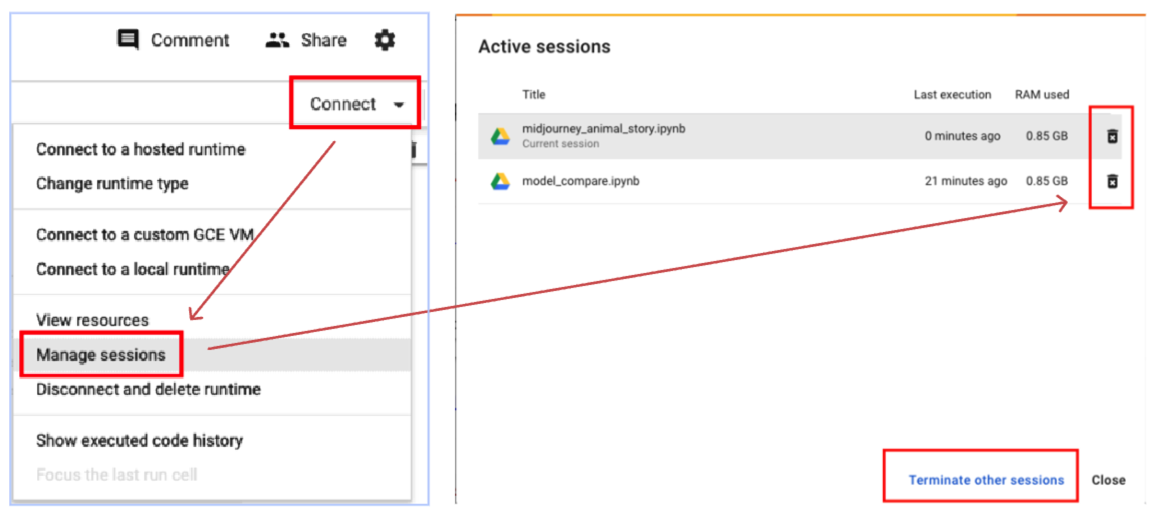 Comment Share
Connect
Connect to a hosted runtime
Change runtime type
Connect to a custom GCE VM
Connect to a local runtime
View resources
Manage sessions
Disconnect and delete runtime
Show executed code history
Focus the last run cell
Active sessions
Title Last execution RAM used
midjourney_animal_story.ipynb 0 minutes ago 0.85 GB
Current session
model_compare.ipynb 21 minutes ago 0.85 GB
Terminate other sessions Close